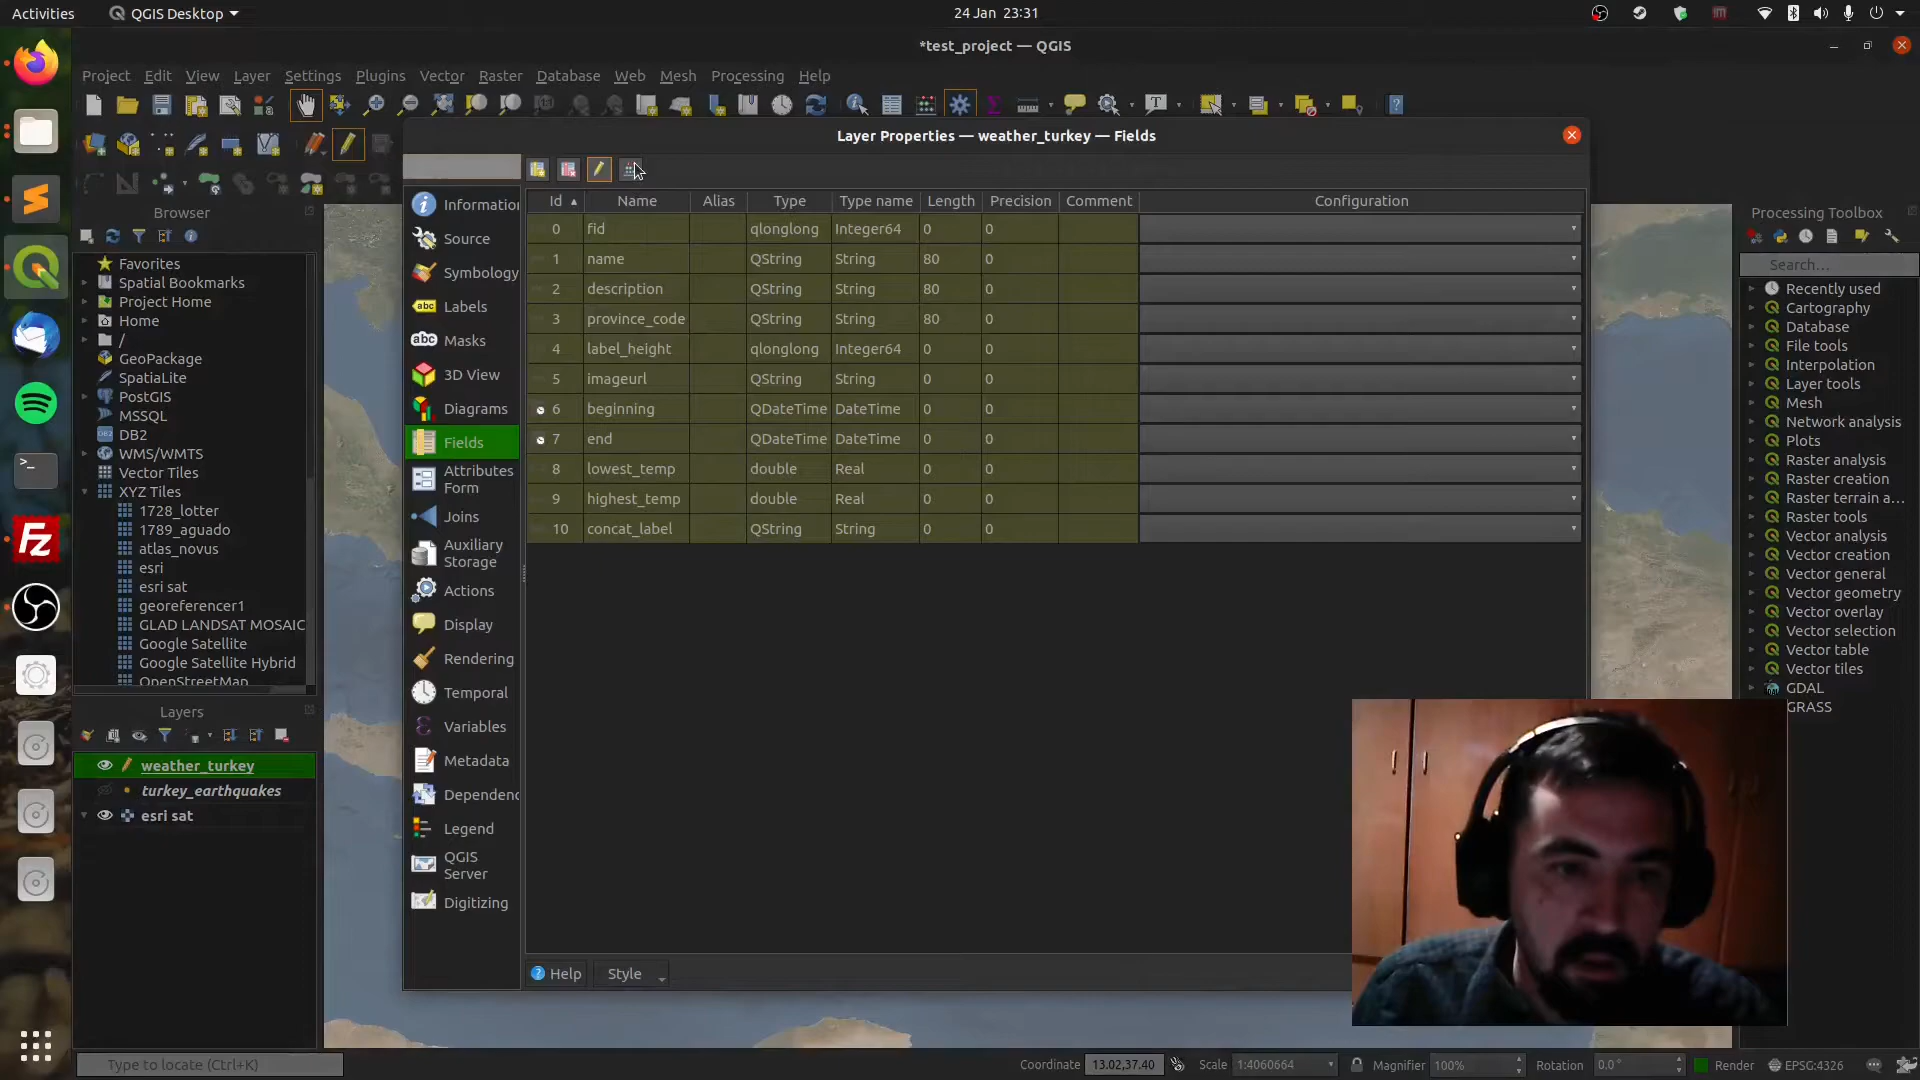 Activities
QGIS Desktop
24 Jan 23:31
*test_project — QGIS
Project Edit View Layer Settings Plugins Vector Raster Database Web Mesh Processing Help
Layer Properties — weather_turkey — Fields
Browser
Favorites
Spatial Bookmarks
Project Home
Home
/
GeoPackage
SpatiaLite
PostGIS
MSSQL
DB2
WMS/WMTS
Vector Tiles
XYZ Tiles
1728_lotter
1789_aguado
atlas_novus
esri
esri sat
georeferencer1
GLAD LANDSAT MOSAIC
Google Satellite
Google Satellite Hybrid
OpenStreetMap
Layers
weather_turkey
turkey_earthquakes
esri sat
Type to locate (Ctrl+K)
Informatio
Source
Symbology
Labels
Masks
3D View
Diagrams
Fields
Attributes
Form
Joins
Auxiliary
Storage
Actions
Display
Rendering
Temporal
Variables
Metadata
Dependenc
Legend
QGIS
Server
Digitizing
Id Name Alias Type Type name Length Precision Comment Configuration
0 fid qlonglong Integer64 0 0
1 name QString String 80 0
2 description QString String 80 0
3 province_code QString String 80 0
4 label_height qlonglong Integer64 0 0
5 imageurl QString String 0 0
6 beginning QDateTime DateTime 0 0
7 end QDateTime DateTime 0 0
8 lowest_temp double Real 0 0
9 highest_temp double Real 0 0
10 concat_label QString String 0 0
Help
Style
Processing Toolbox
Search…
Recently used
Cartography
Database
File tools
Interpolation
Layer tools
Mesh
Network analysis
Plots
Raster analysis
Raster creation
Raster terrain a…
Raster tools
Vector analysis
Vector creation
Vector general
Vector geometry
Vector overlay
Vector selection
Vector table
Vector tiles
GDAL
GRASS
Coordinate 13.02,37.40 Scale 1:4060664 Magnifier 100% Rotation 0.0° Render EPSG:4326